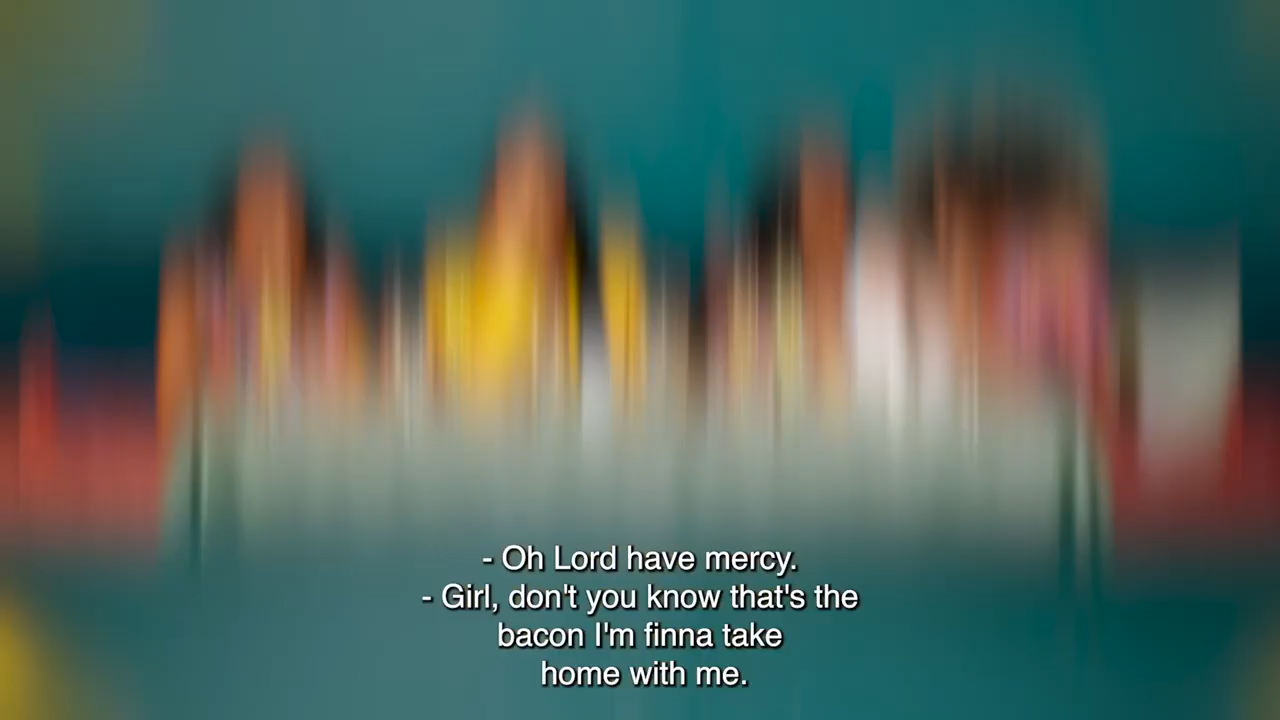 - Oh Lord have mercy.
- Girl, don't you know that's the
bacon I'm finna take
home with me.